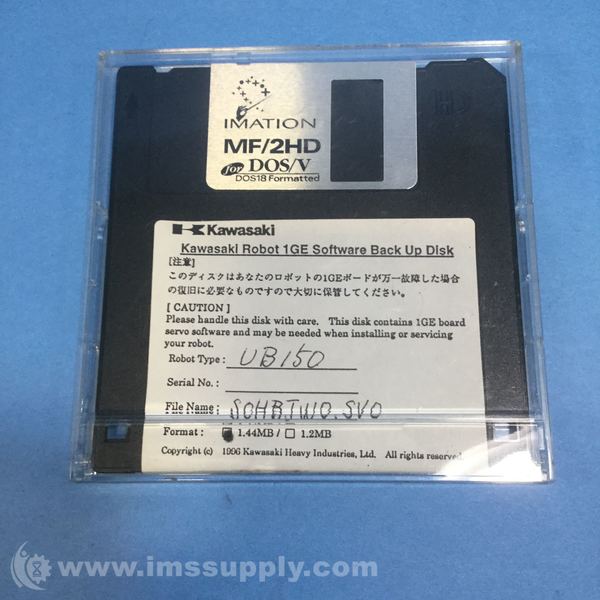 IMATION
MF/2HD
for DOS/V
DOS18 Formatted
HD
Kawasaki
Kawasaki Robot 1GE Software Back Up Disk
[注意]
このディスクはあなたのロボットの1GEボードが万一故障した場合
の復旧に必要なものですので大切に保管してください。
[ CAUTION ]
Please handle this disk with care. This disk contains 1GE board
servo software and may be needed when installing or servicing
your robot.
Robot Type: UB150
Serial No.:
File Name: SOHBJW0.SVO
Format: 1.44MB / 1.2MB
Copyright (c) 1996 Kawasaki Heavy Industries, Ltd. All rights reserved.
www.imssupply.com